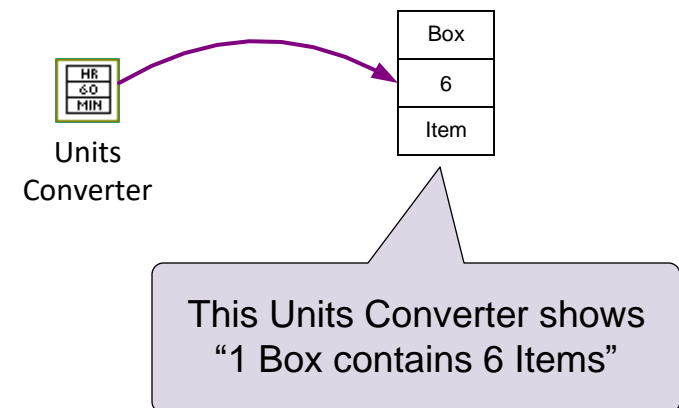 Box
6
Item
HR
60
MIN
Units
Converter
This Units Converter shows
“1 Box contains 6 Items”